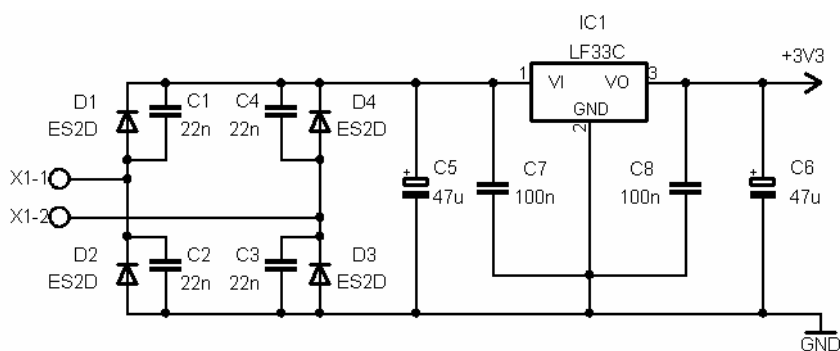 IC1
LF33C
+3V3
1
VI
VO
3
GND
2
D1
ES2D
C1
22n
C4
22n
D4
ES2D
X1-1
X1-2
+
C5
47u
C7
100n
C8
100n
+
C6
47u
D2
ES2D
C2
22n
C3
22n
D3
ES2D
GND